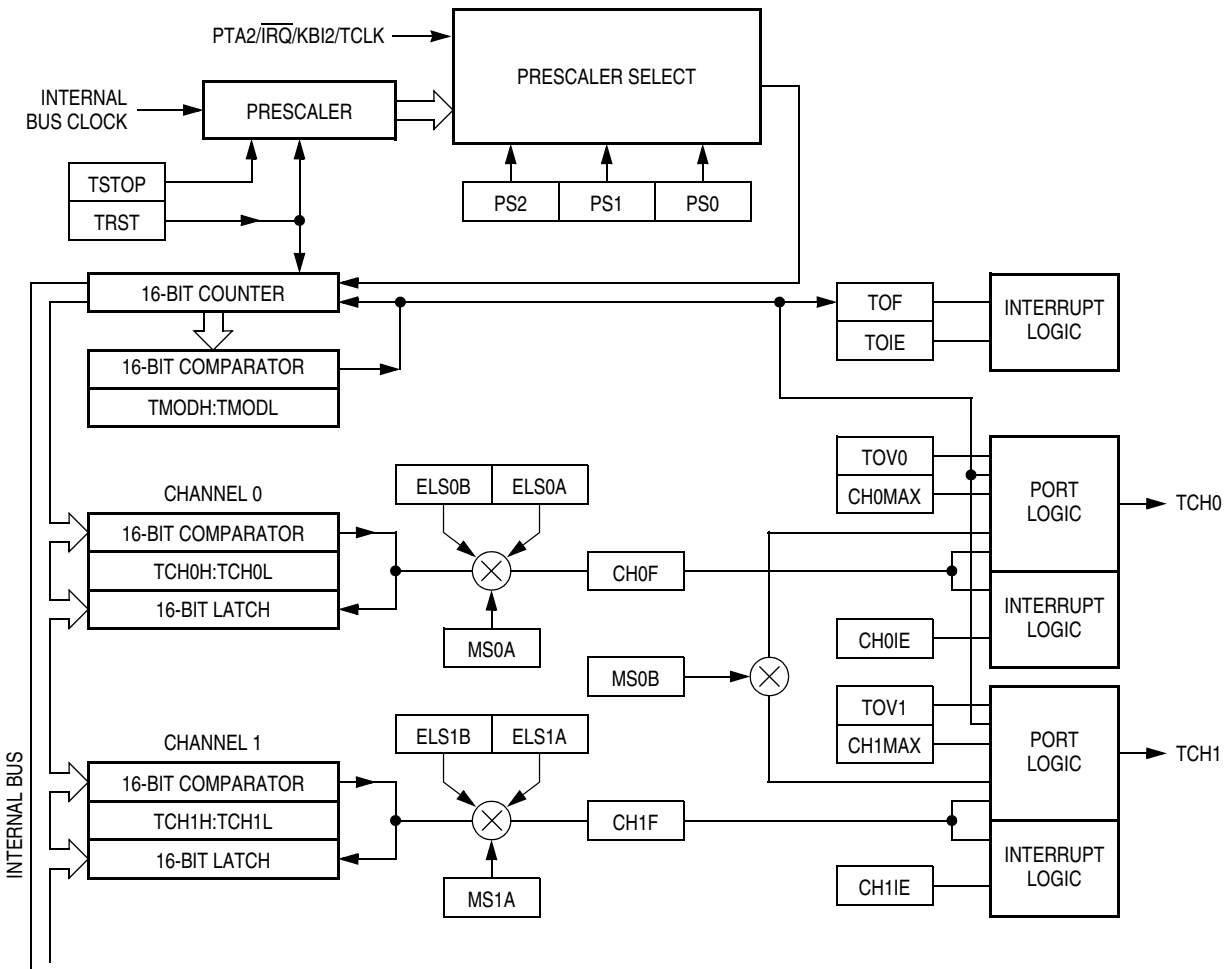 PTA2/IRQ/KBI2/TCLK
PRESCALER SELECT
INTERNAL
BUS CLOCK
PRESCALER
TSTOP
TRST
PS2
PS1
PS0
16-BIT COUNTER
16-BIT COMPARATOR
TMODH:TMODL
TOF
TOIE
INTERRUPT
LOGIC
CHANNEL 0
16-BIT COMPARATOR
TCH0H:TCH0L
16-BIT LATCH
ELS0B
ELS0A
MS0A
CH0F
TOV0
CH0MAX
PORT
LOGIC
TCH0
INTERRUPT
LOGIC
CH0IE
MS0B
CHANNEL 1
16-BIT COMPARATOR
TCH1H:TCH1L
16-BIT LATCH
ELS1B
ELS1A
MS1A
CH1F
TOV1
CH1MAX
PORT
LOGIC
TCH1
INTERRUPT
LOGIC
CH1IE
INTERNAL BUS